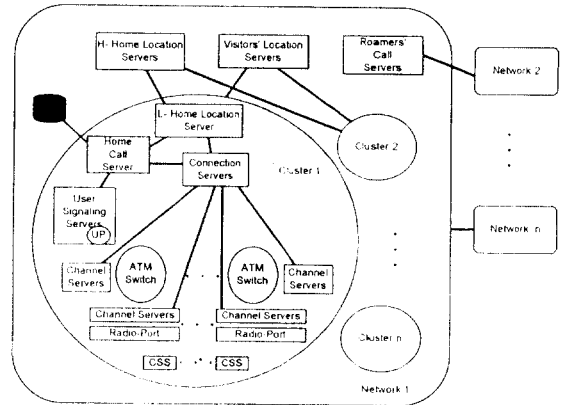 H- Home Location
Servers
Visitors' Location
Servers
Roamers'
Call
Servers
Network 2
L- Home Location
Server
Home
Call
Server
Connection
Servers
Cluster 1
Cluster 2
User
Signaling
Servers
UP
Channel
Servers
ATM
Switch
ATM
Switch
Channel
Servers
Network n
Channel Servers
Channel Servers
Radio-Port
Radio-Port
CSS
CSS
Cluster n
Network 1